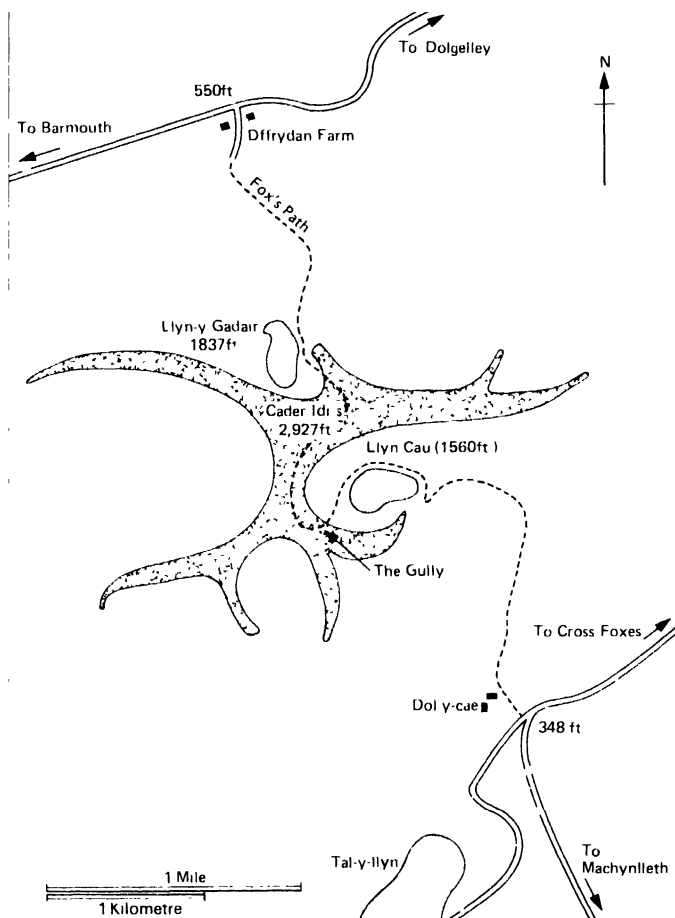 To Dolgelley
N
550ft
To Barmouth
Dffrydan Farm
Fox's Path
Llyn-y Gadair
1837ft
Cader Idris
2,927ft
Llyn Cau (1560ft)
The Gully
To Cross Foxes
Dol y-cae
348 ft
Tal-y-llyn
To
Machynlleth
1 Mile
1 Kilometre